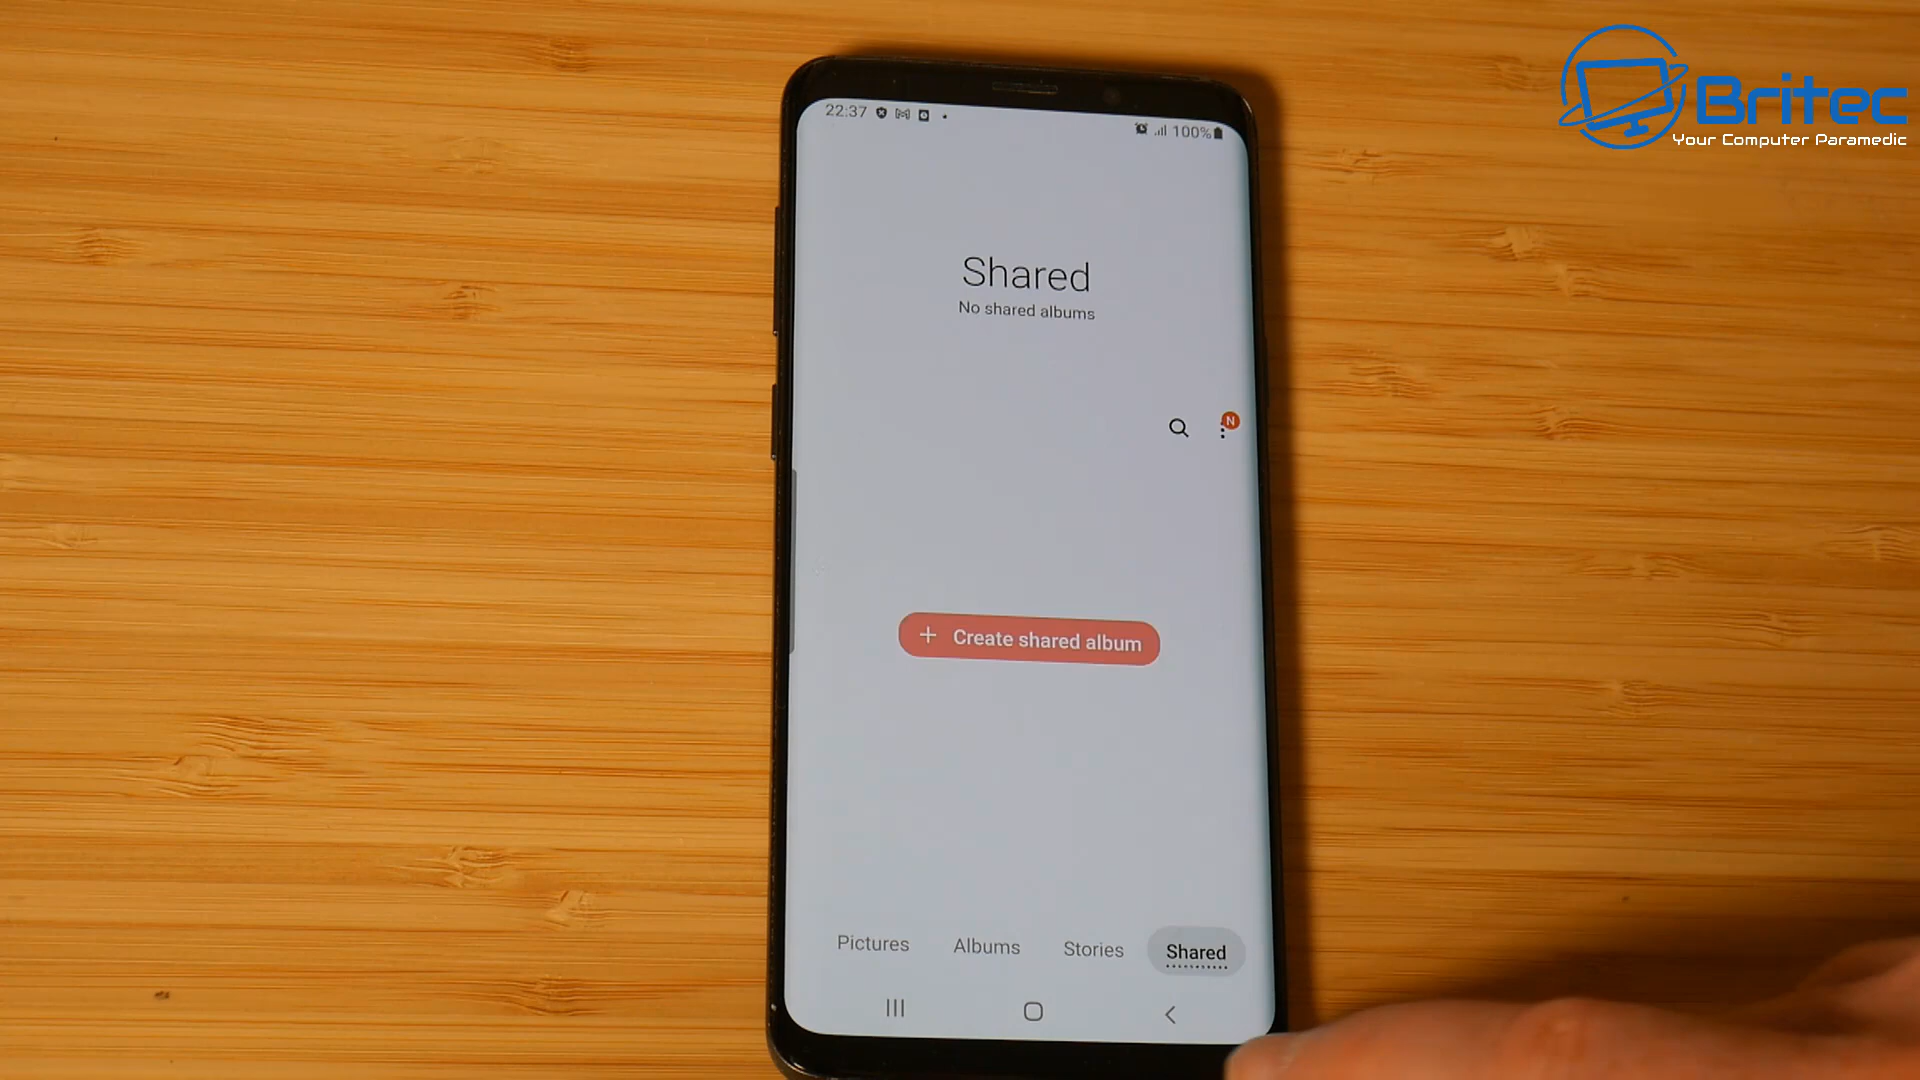 Britec
Your Computer Paramedic
22:37
100%
Shared
No shared albums
N
+ Create shared album
Pictures
Albums
Stories
Shared